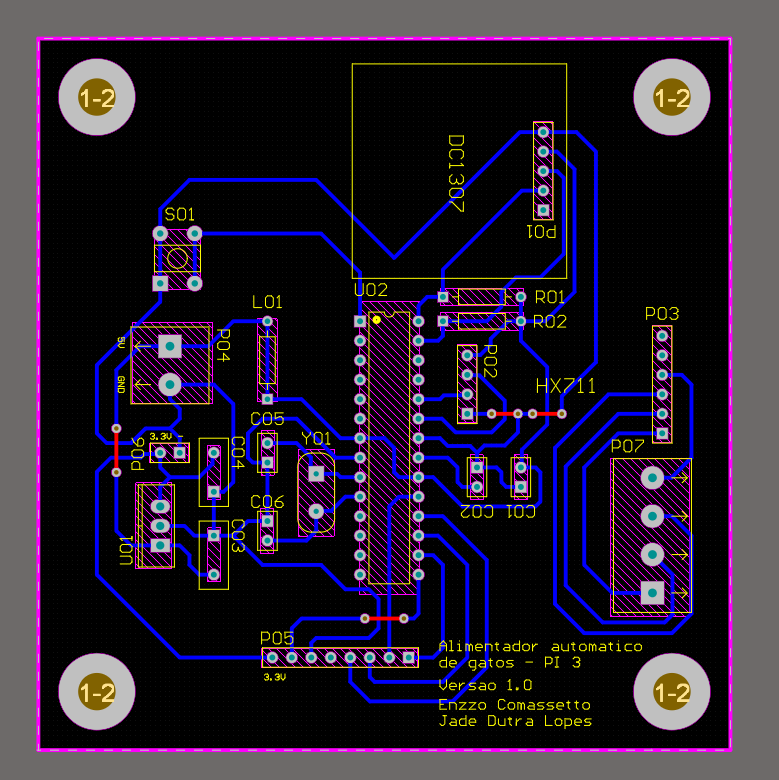 1-2
1-2
DC1307
P01
S01
U02
L01
R01
R02
P03
5V
P04
GND
P02
HX711
C05
Y01
3.3V -
P06
C04
P07
C06
C02
C01
U01
C03
P05
3.3V
Alimentador automatico
de gatos - PI 3
Versao 1.0
Enzzo Comassetto
Jade Dutra Lopes
1-2
1-2